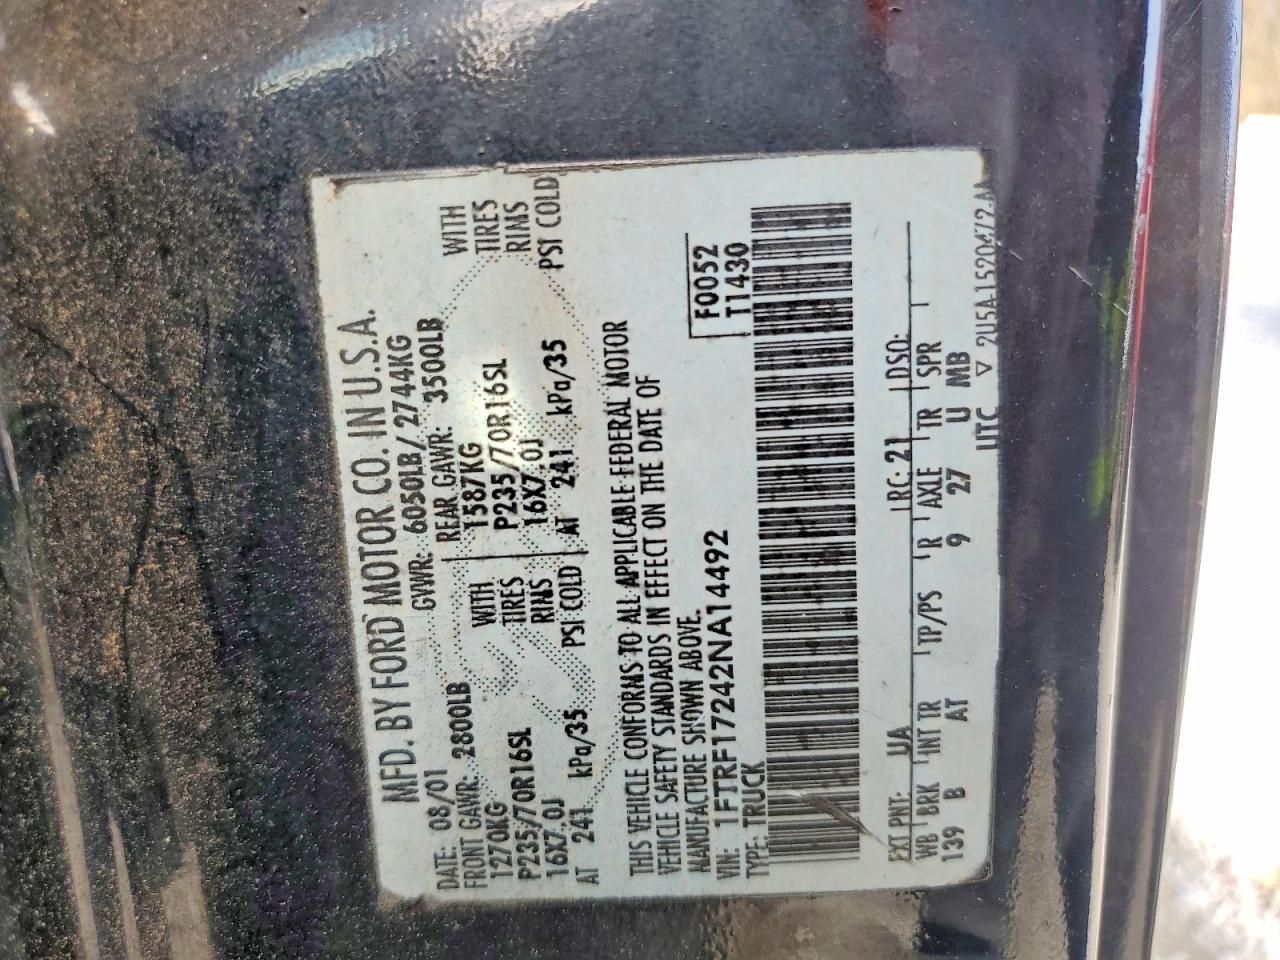 MFD. BY FORD MOTOR CO. IN U.S.A.
DATE: 08/01 GVWR: 6050LB/ 2744KG
FRONT GAWR: 2800LB REAR GAWR: 3500LB
1270KG WITH 1587KG WITH
P235/70R16SL TIRES P235/70R16SL TIRES
16X7.0J RIMS 16X7.0J RIMS
AT 241 kPa/35 PSI COLD AT 241 kPa/35 PSI COLD
THIS VEHICLE CONFORMS TO ALL APPLICABLE FEDERAL MOTOR
VEHICLE SAFETY STANDARDS IN EFFECT ON THE DATE OF
MANUFACTURE SHOWN ABOVE.
VIN: 1FTRF17242NA14492 F0052
TYPE: TRUCK T1430
EXT PNT: UA RC: 21 DSO:
WB BRK INT TR TP/PS R AXLE TR SPR
139 B AT 9 27 U MB
UTC ▽ 2U5A-1520472-AA